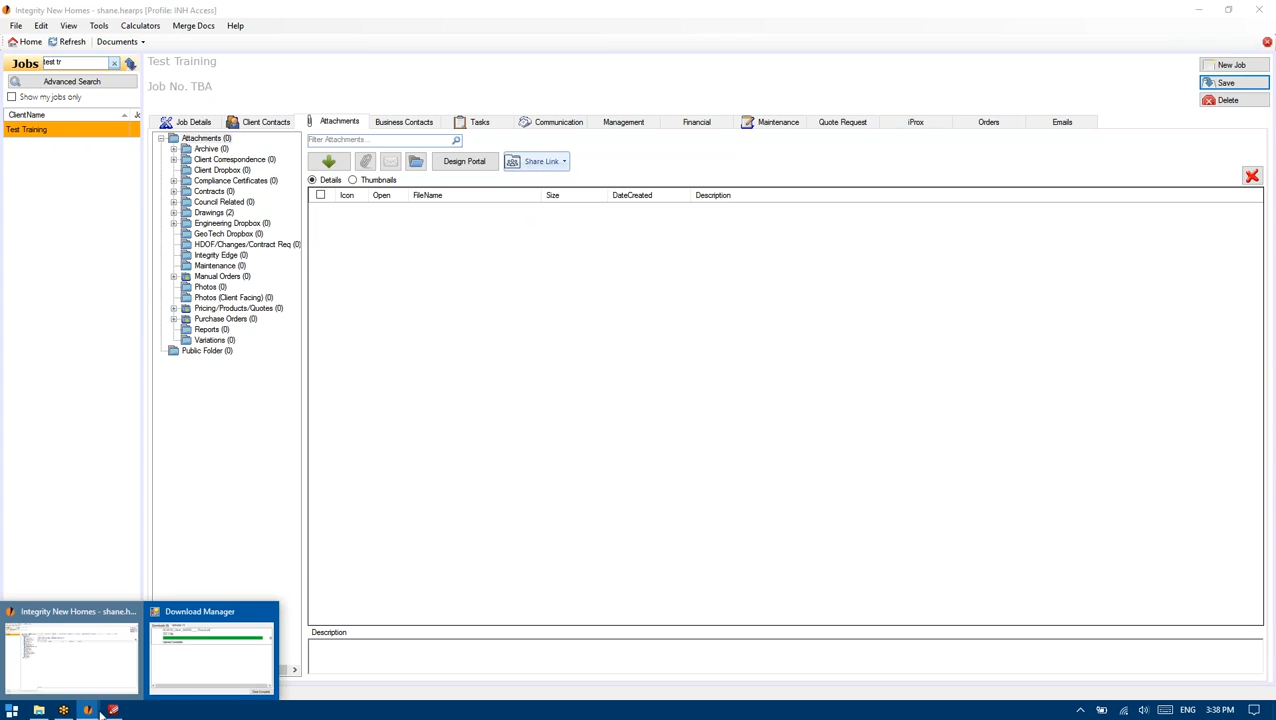 Integrity New Homes - shane.hearps [Profile: INH Access]
File Edit View Tools Calculators Merge Docs Help
Home Refresh Documents
Jobs test tr
Advanced Search
Show my jobs only
ClientName Jo
Test Training
Test Training
Job No. TBA
New Job
Save
Delete
Job Details Client Contacts Attachments Business Contacts Tasks Communication Management Financial Maintenance Quote Request iProx Orders Emails
Attachments (0)
Archive (0)
Client Correspondence (0)
Client Dropbox (0)
Compliance Certificates (0)
Contracts (0)
Council Related (0)
Drawings (2)
Engineering Dropbox (0)
GeoTech Dropbox (0)
HDOF/Changes/Contract Req (0)
Integrity Edge (0)
Maintenance (0)
Manual Orders (0)
Photos (0)
Photos (Client Facing) (0)
Pricing/Products/Quotes (0)
Purchase Orders (0)
Reports (0)
Variations (0)
Public Folder (0)
Filter Attachments...
Design Portal Share Link
Details Thumbnails
Icon Open FileName Size DateCreated Description
Description
Integrity New Homes - shane.h... Download Manager
ENG 3:38 PM